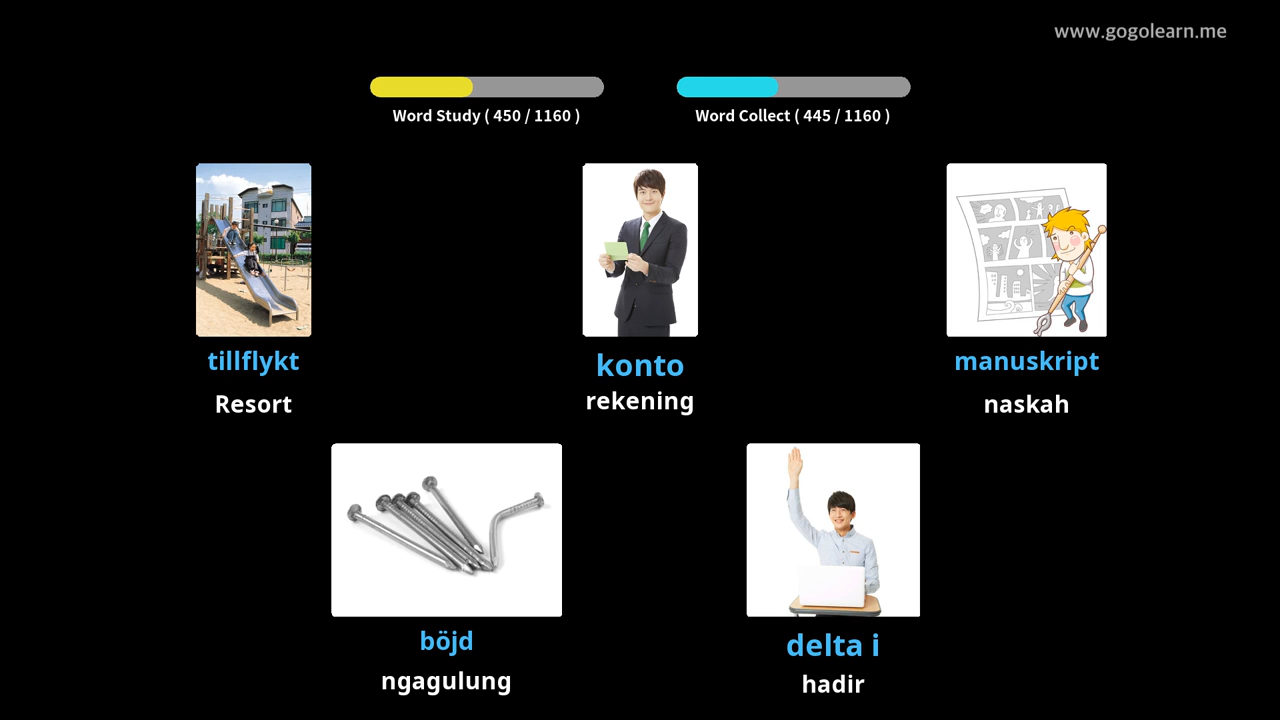 www.gogolearn.me
Word Study ( 450 / 1160 )
Word Collect ( 445 / 1160 )
tillflykt
Resort
konto
rekening
manuskript
naskah
böjd
ngagulung
delta i
hadir